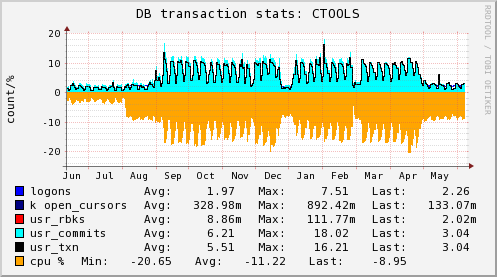 DB transaction stats: CTOOLS
RRDTOOL / TOBI OETIKER
count/%
20
10
0
-10
-20
Jun Jul Aug Sep Oct Nov Dec Jan Feb Mar Apr May
logons Avg: 1.97 Max: 7.51 Last: 2.26
k open_cursors Avg: 328.98m Max: 892.42m Last: 133.07m
usr_rbks Avg: 8.86m Max: 111.77m Last: 2.02m
usr_commits Avg: 6.21 Max: 18.02 Last: 3.04
usr_txn Avg: 5.51 Max: 16.21 Last: 3.04
cpu % Min: -20.65 Avg: -11.22 Last: -8.95